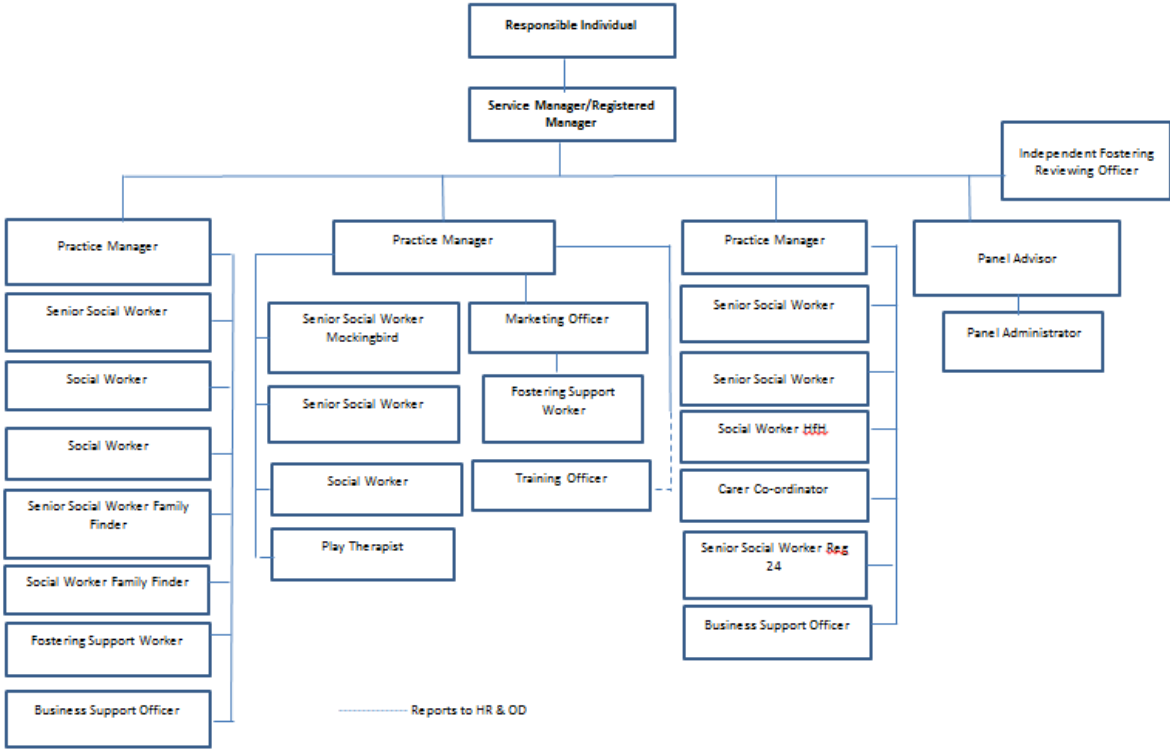 Responsible Individual
Service Manager/Registered
Manager
Independent Fostering
Reviewing Officer
Practice Manager
Senior Social Worker
Social Worker
Social Worker
Senior Social Worker Family
Finder
Social Worker Family Finder
Fostering Support Worker
Business Support Officer
Practice Manager
Senior Social Worker
Mockingbird
Senior Social Worker
Social Worker
Play Therapist
Marketing Officer
Fostering Support
Worker
Training Officer
Practice Manager
Senior Social Worker
Senior Social Worker
Social Worker HfH
Carer Co-ordinator
Senior Social Worker Reg
24
Business Support Officer
Panel Advisor
Panel Administrator
Reports to HR & OD